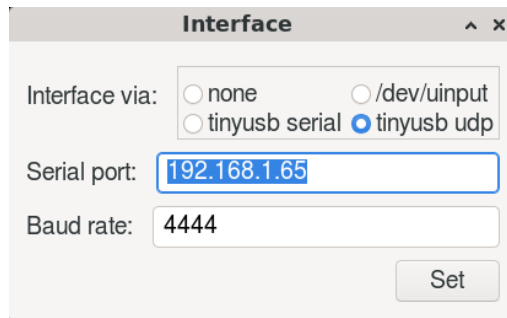 Interface
Interface via:
none
/dev/uinput
tinyusb serial
tinyusb udp
Serial port: 192.168.1.65
Baud rate: 4444
Set